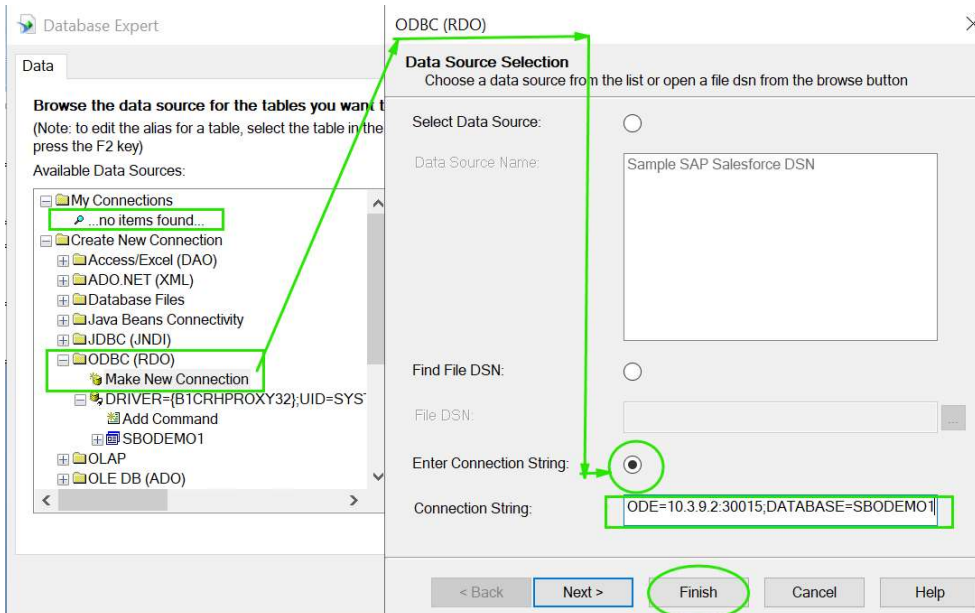 Database Expert
Data
Browse the data source for the tables you want t
(Note: to edit the alias for a table, select the table in the
press the F2 key)
Available Data Sources:
My Connections
...no items found...
Create New Connection
Access/Excel (DAO)
ADO.NET (XML)
Database Files
Java Beans Connectivity
JDBC (JNDI)
ODBC (RDO)
Make New Connection
DRIVER={B1CRHPROXY32};UID=SYST
Add Command
SBODEMO1
OLAP
OLE DB (ADO)
ODBC (RDO)
Data Source Selection
Choose a data source from the list or open a file dsn from the browse button
Select Data Source:
Data Source Name:
Sample SAP Salesforce DSN
Find File DSN:
File DSN:
...
Enter Connection String:
Connection String:
ODE=10.3.9.2:30015;DATABASE=SBODEMO1
< Back
Next >
Finish
Cancel
Help